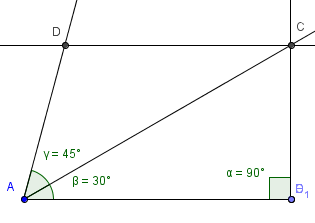 D
C
γ = 45°
A
β = 30°
α = 90°
B₁